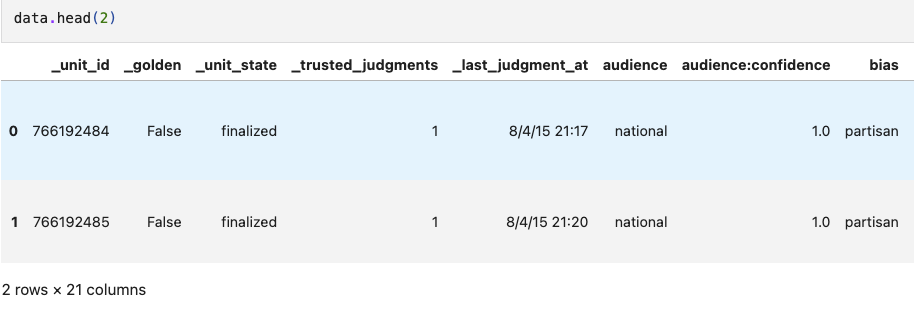 data.head(2)
_unit_id _golden _unit_state _trusted_judgments _last_judgment_at audience audience:confidence bias
0 766192484 False finalized 1 8/4/15 21:17 national 1.0 partisan
1 766192485 False finalized 1 8/4/15 21:20 national 1.0 partisan
2 rows × 21 columns